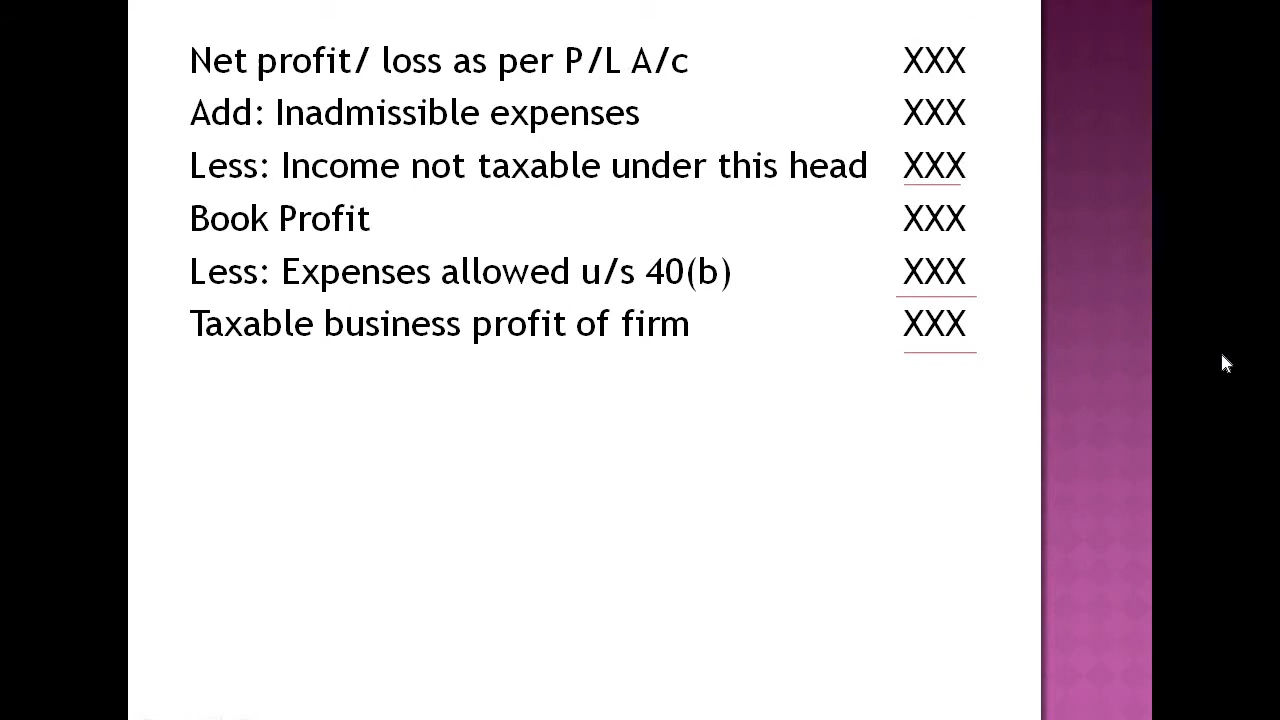 Net profit/ loss as per P/L A/c XXX
Add: Inadmissible expenses XXX
Less: Income not taxable under this head XXX
Book Profit XXX
Less: Expenses allowed u/s 40(b) XXX
Taxable business profit of firm XXX